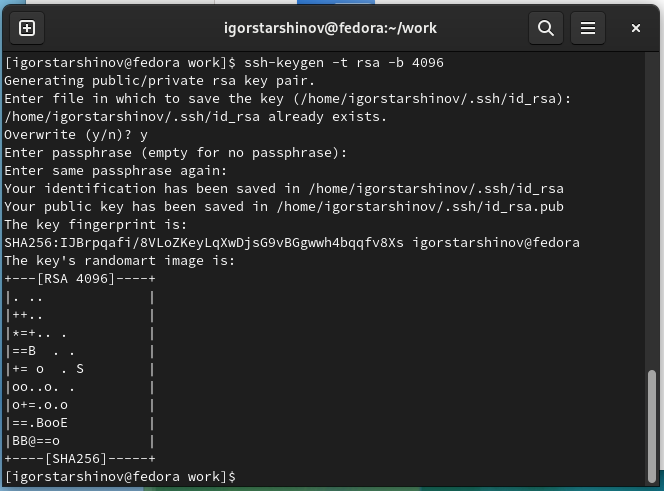 igorstarshinov@fedora:~/work
[igorstarshinov@fedora work]$ ssh-keygen -t rsa -b 4096
Generating public/private rsa key pair.
Enter file in which to save the key (/home/igorstarshinov/.ssh/id_rsa):
/home/igorstarshinov/.ssh/id_rsa already exists.
Overwrite (y/n)? y
Enter passphrase (empty for no passphrase):
Enter same passphrase again:
Your identification has been saved in /home/igorstarshinov/.ssh/id_rsa
Your public key has been saved in /home/igorstarshinov/.ssh/id_rsa.pub
The key fingerprint is:
SHA256:IJBrpqafi/8VLoZKeyLqXwDjsG9vBGgwwh4bqqfv8Xs igorstarshinov@fedora
The key's randomart image is:
+---[RSA 4096]----+
|. ..             |
|++..             |
|*=+.. .          |
|==B  . .         |
|+= o  . S        |
|oo..o. .         |
|o+=.o.o          |
|==.BooE          |
|BB@==o           |
+----[SHA256]-----+
[igorstarshinov@fedora work]$